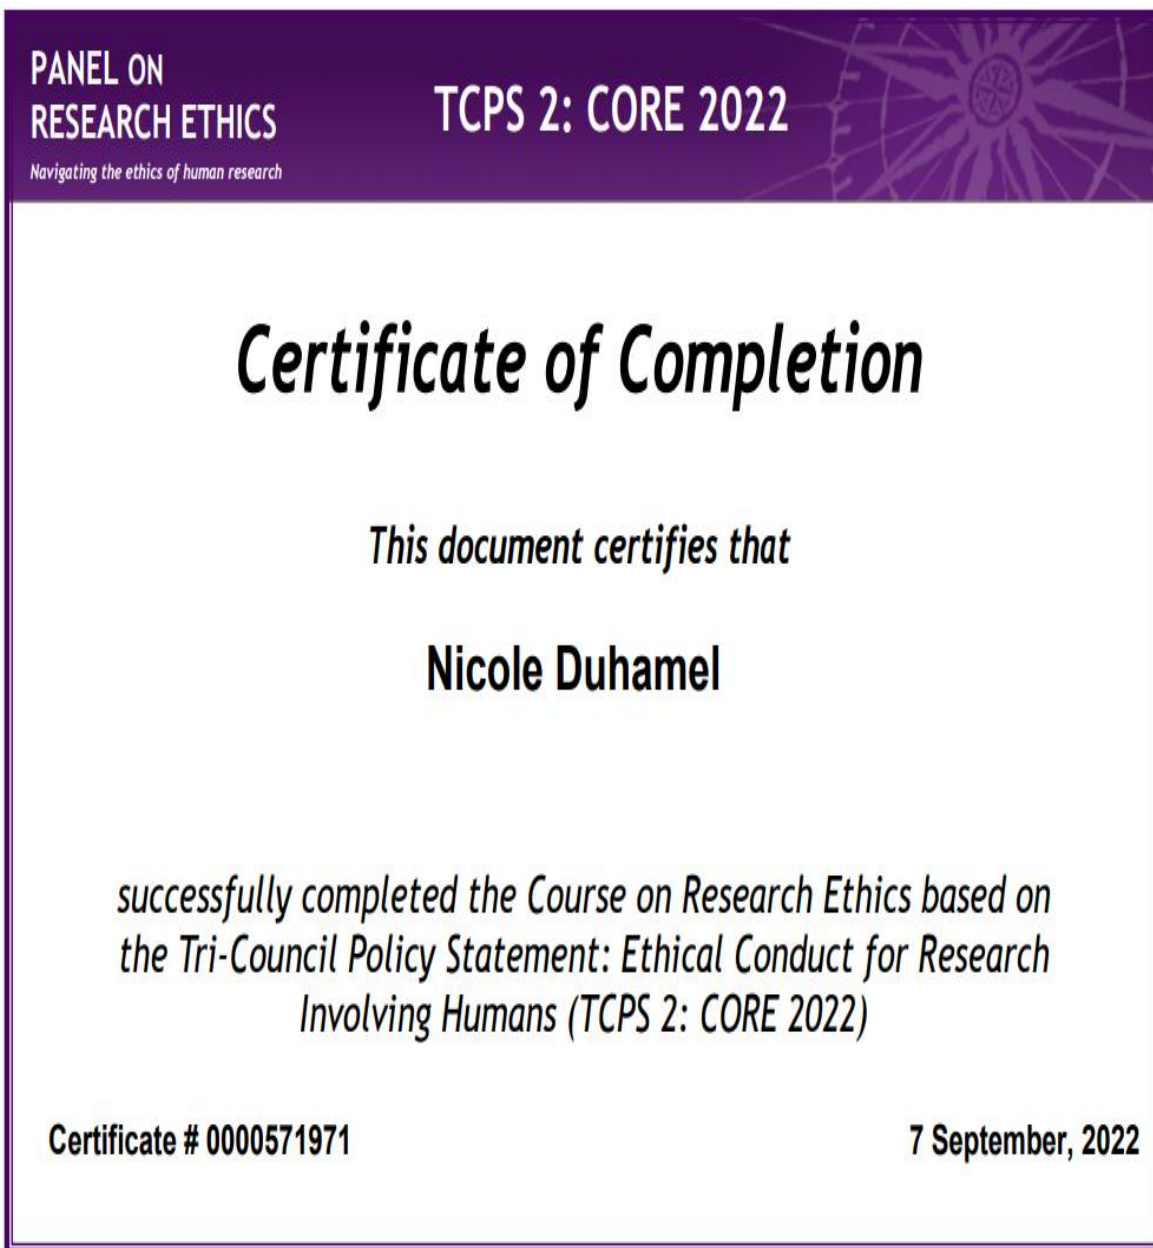 PANEL ON
RESEARCH ETHICS
Navigating the ethics of human research
TCPS 2: CORE 2022
Certificate of Completion
This document certifies that
Nicole Duhamel
successfully completed the Course on Research Ethics based on
the Tri-Council Policy Statement: Ethical Conduct for Research
Involving Humans (TCPS 2: CORE 2022)
Certificate # 0000571971
7 September, 2022